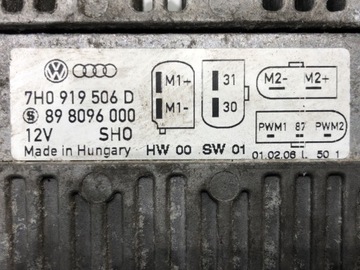 7H0 919 506 D
S 89 8096 000
12V SHO
Made in Hungary
M1+
M1-
31
30
M2- M2+
PWM1 87 PWM2
HW 00 SW 01
01.02.06 L. 50 1